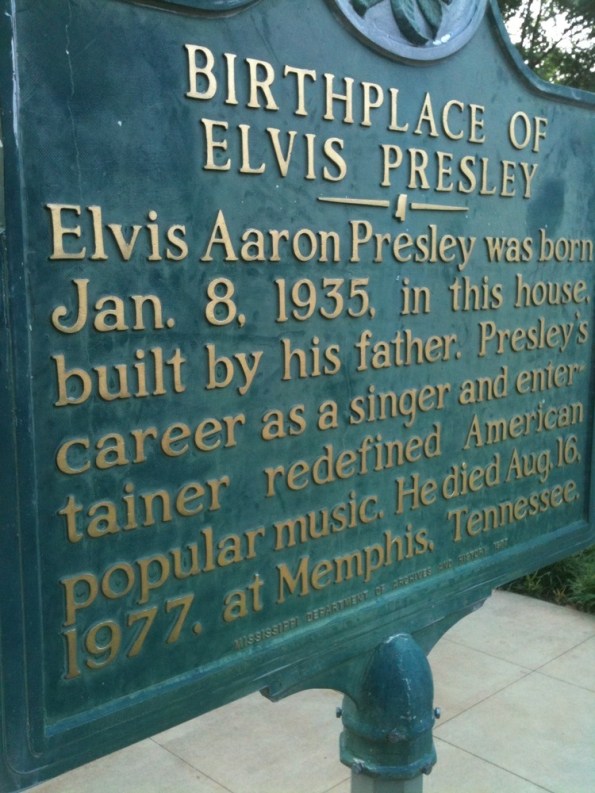 BIRTHPLACE OF
ELVIS PRESLEY
Elvis Aaron Presley was born
Jan. 8, 1935, in this house,
built by his father. Presley's
career as a singer and enter-
tainer redefined American
popular music. He died Aug. 16,
1977, at Memphis, Tennessee.
MISSISSIPPI DEPARTMENT OF ARCHIVES AND HISTORY